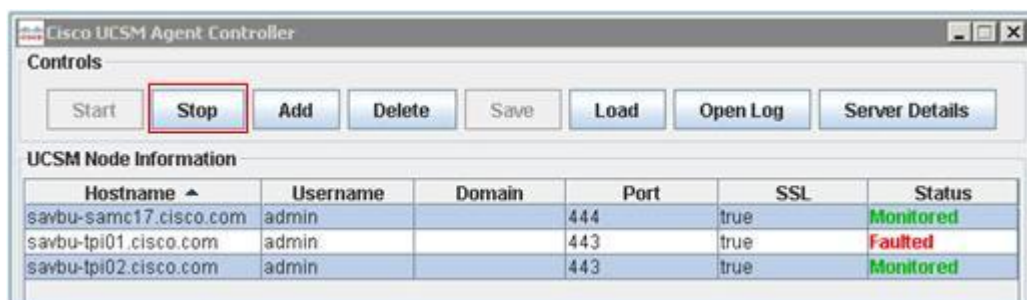 Cisco UCSM Agent Controller
Controls
Start Stop Add Delete Save Load Open Log Server Details
UCSM Node Information
Hostname Username Domain Port SSL Status
savbu-samc17.cisco.com admin 444 true Monitored
savbu-tpi01.cisco.com admin 443 true Faulted
savbu-tpi02.cisco.com admin 443 true Monitored